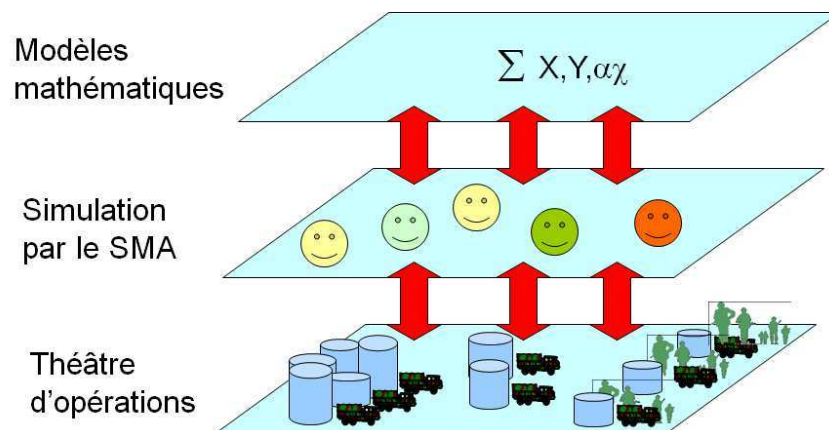 Modèles
mathématiques
∑ X,Y,αχ
Simulation
par le SMA
Théâtre
d'opérations